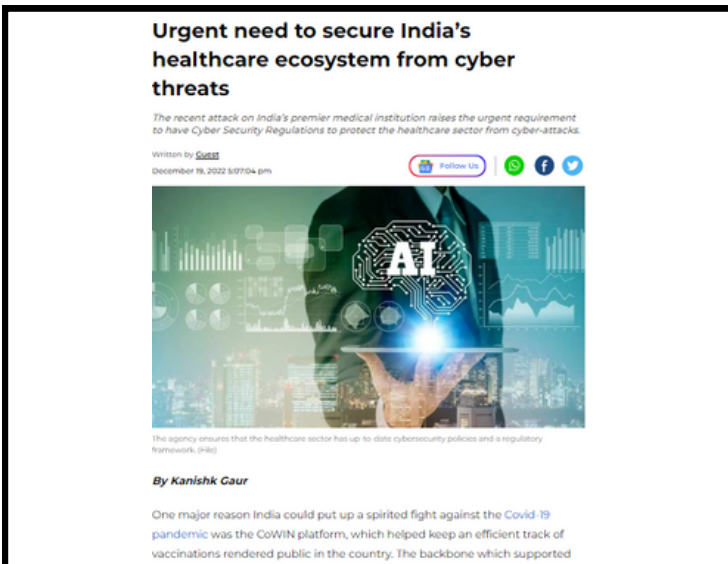 Urgent need to secure India's
healthcare ecosystem from cyber
threats
The recent attack on India's premier medical institution raises the urgent requirement
to have Cyber Security Regulations to protect the healthcare sector from cyber-attacks.
Written by Guest
December 19, 2022 5:07:04 pm
Follow Us
AI
The agency ensures that the healthcare sector has up-to-date cybersecurity policies and a regulatory
framework. (File)
By Kanishk Gaur
One major reason India could put up a spirited fight against the Covid-19
pandemic was the CoWIN platform, which helped keep an efficient track of
vaccinations rendered public in the country. The backbone which supported